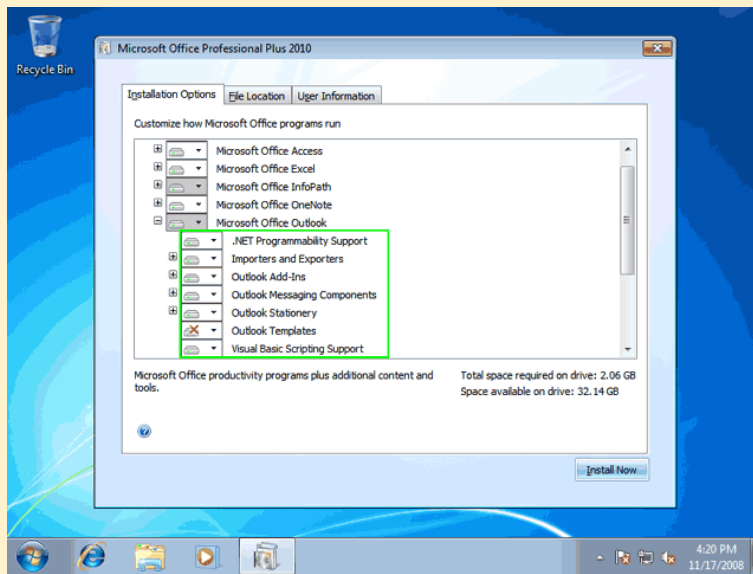 Recycle Bin
Microsoft Office Professional Plus 2010
Installation Options File Location User Information
Customize how Microsoft Office programs run
Microsoft Office Access
Microsoft Office Excel
Microsoft Office InfoPath
Microsoft Office OneNote
Microsoft Office Outlook
.NET Programmability Support
Importers and Exporters
Outlook Add-Ins
Outlook Messaging Components
Outlook Stationery
Outlook Templates
Visual Basic Scripting Support
Microsoft Office productivity programs plus additional content and
tools.
Total space required on drive: 2.06 GB
Space available on drive: 32.14 GB
Install Now
4:20 PM
11/17/2008